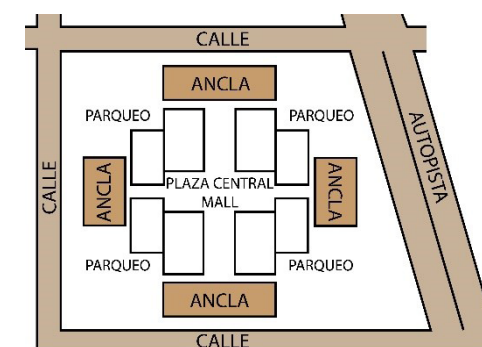 CALLE
ANCLA
PARQUEO
PARQUEO
AUTOPISTA
CALLE
ANCLA
PLAZA CENTRAL
MALL
ANCLA
PARQUEO
PARQUEO
ANCLA
CALLE